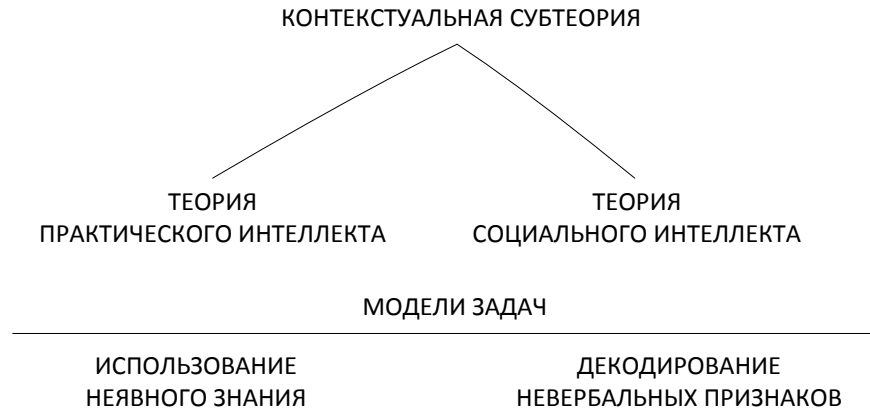 КОНТЕКСТУАЛЬНАЯ СУБТЕОРИЯ
ТЕОРИЯ
ПРАКТИЧЕСКОГО ИНТЕЛЛЕКТА
ТЕОРИЯ
СОЦИАЛЬНОГО ИНТЕЛЛЕКТА
МОДЕЛИ ЗАДАЧ
ИСПОЛЬЗОВАНИЕ
НЕЯВНОГО ЗНАНИЯ
ДЕКОДИРОВАНИЕ
НЕВЕРБАЛЬНЫХ ПРИЗНАКОВ